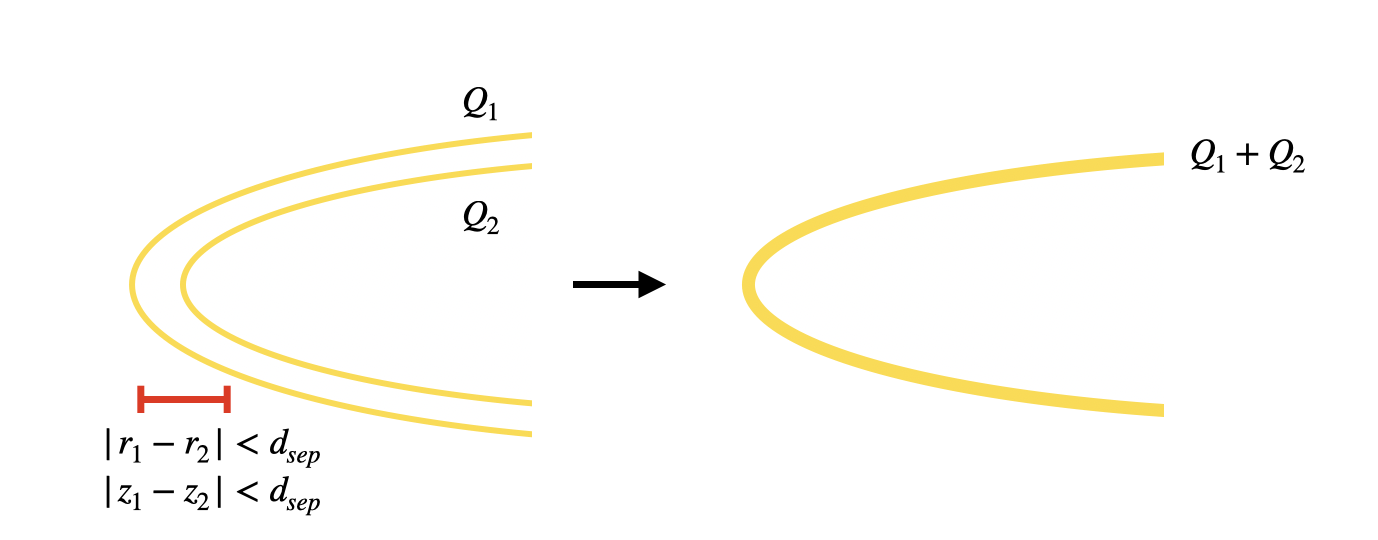 Q₁
Q₂
|r₁ − r₂| < dₛₑₚ
|z₁ − z₂| < dₛₑₚ
Q₁ + Q₂